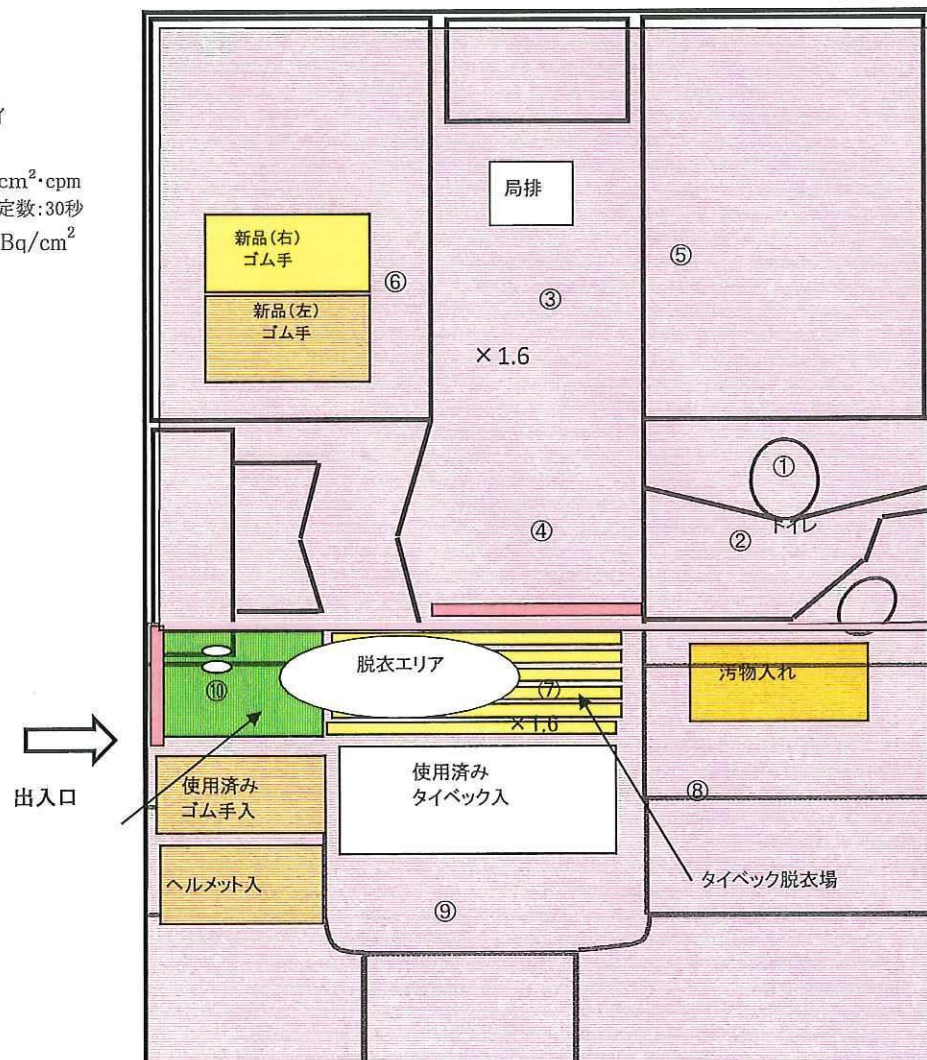 イ
cm²・cpm
定数:30秒
Bq/cm²
局排
新品(右)
ゴム手
新品(左)
ゴム手
⑥
③
⑤
×1.6
①
トイレ
②
④
脱衣エリア
⑩
(7)
×1.6
汚物入れ
出入口
使用済み
ゴム手入
使用済み
タイベック入
⑧
ヘルメット入
タイベック脱衣場
⑨